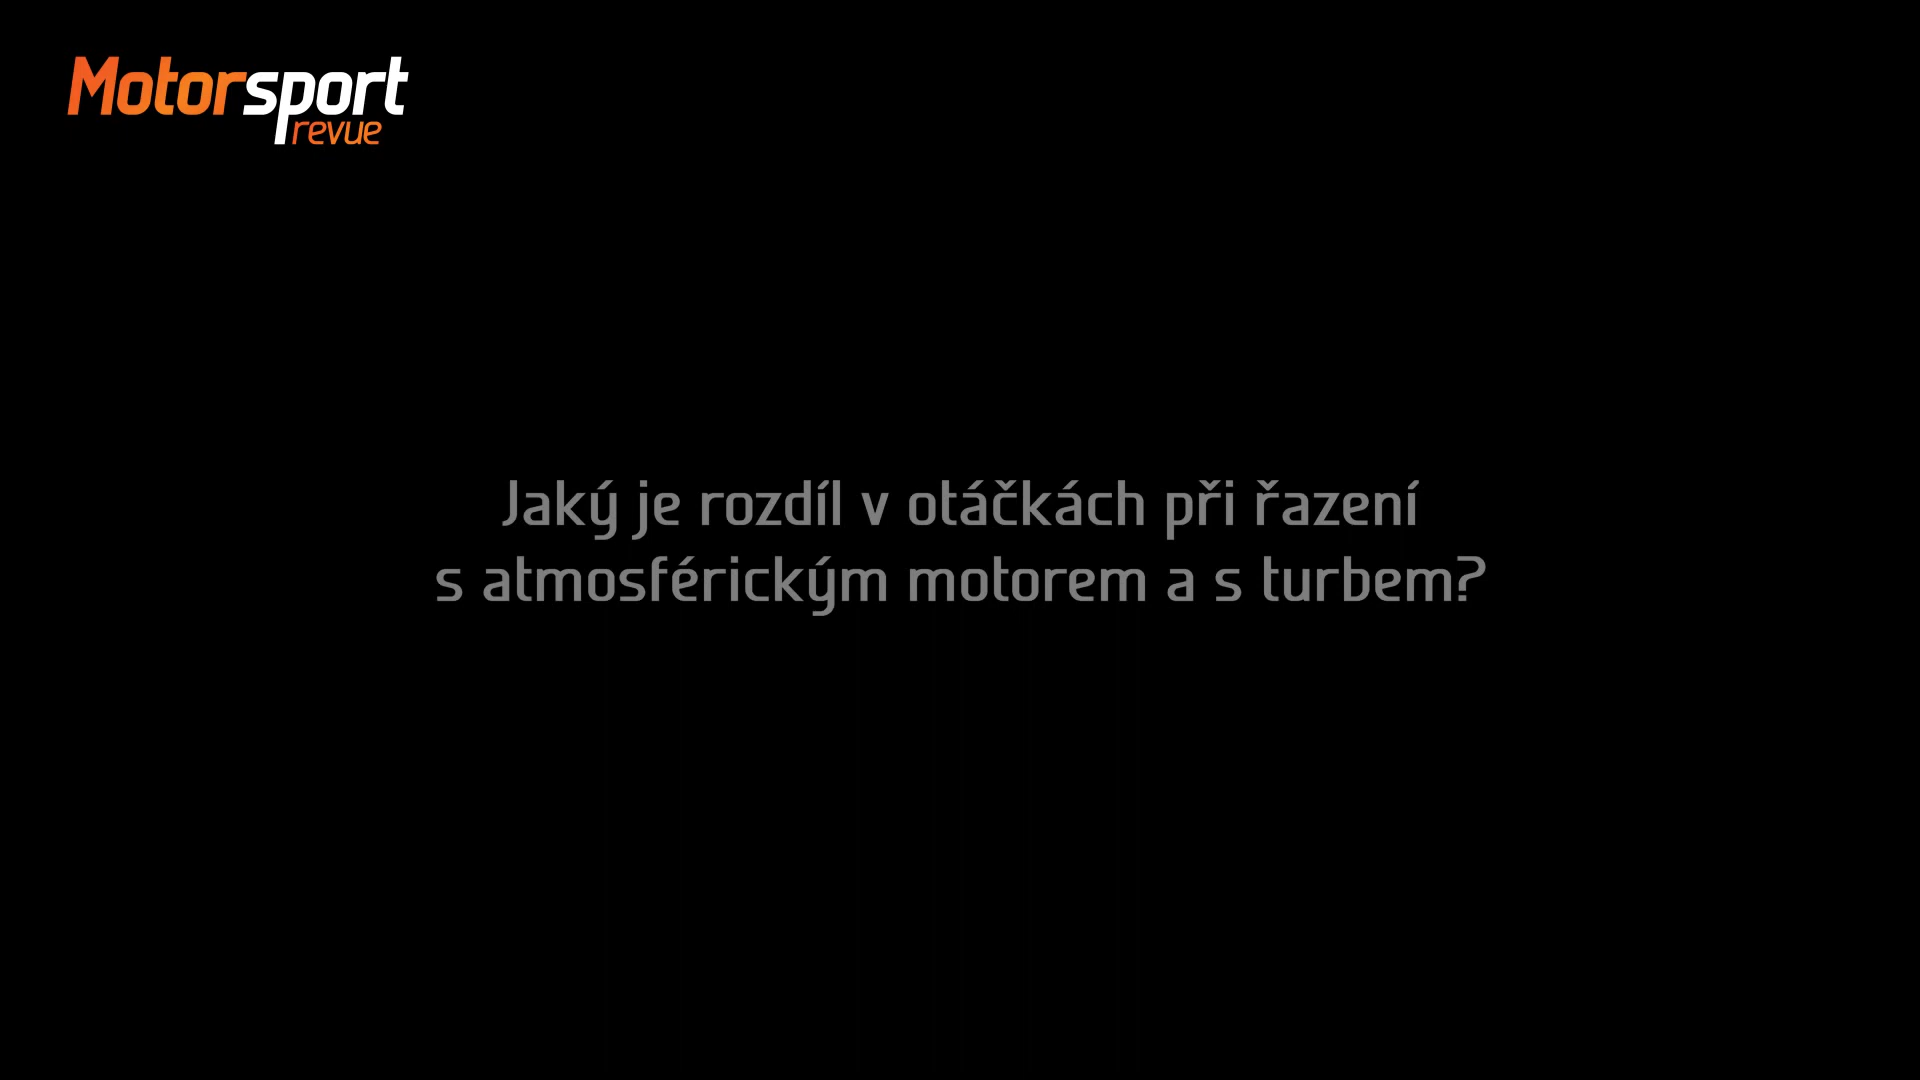 Motorsport
revue
Jaký je rozdíl v otáčkách při řazení
s atmosférickým motorem a s turbem?